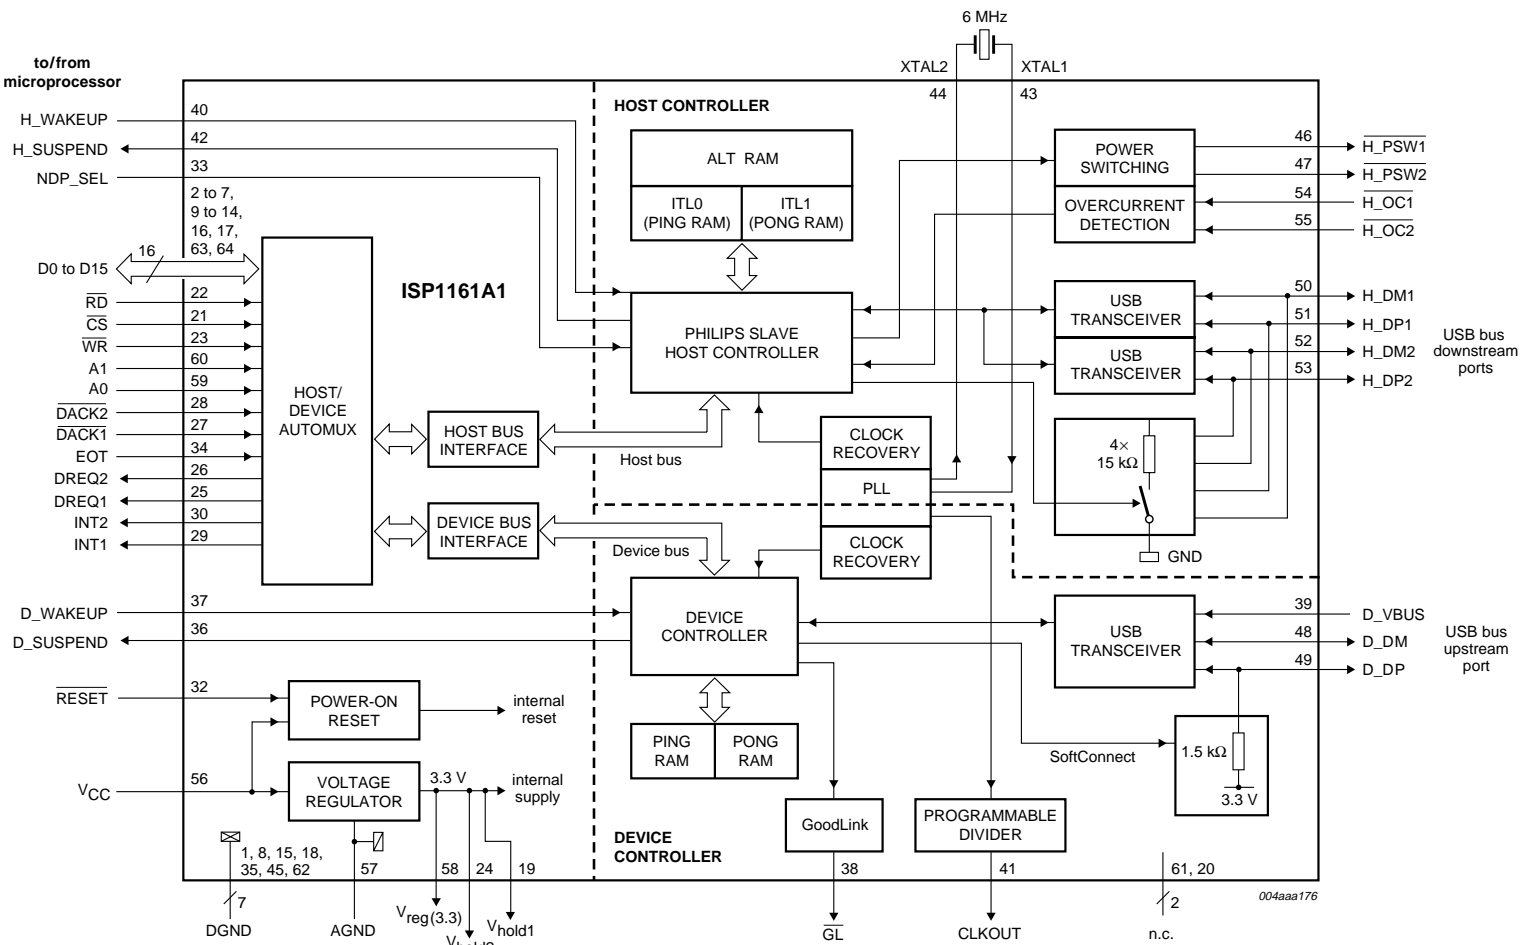 6 MHz
to/from
microprocessor
XTAL2
XTAL1
44
43
HOST CONTROLLER
H_WAKEUP
40
H_SUSPEND
42
NDP_SEL
33
2 to 7,
9 to 14,
16, 17,
63, 64
D0 to D15
16
ISP1161A1
RD
22
CS
21
WR
23
A1
60
A0
59
DACK2
28
DACK1
27
EOT
34
DREQ2
26
DREQ1
25
INT2
30
INT1
29
HOST/
DEVICE
AUTOMUX
HOST BUS
INTERFACE
Host bus
DEVICE BUS
INTERFACE
Device bus
ALT RAM
ITL0
(PING RAM)
ITL1
(PONG RAM)
PHILIPS SLAVE
HOST CONTROLLER
CLOCK
RECOVERY
PLL
CLOCK
RECOVERY
POWER
SWITCHING
OVERCURRENT
DETECTION
46
H_PSW1
47
H_PSW2
54
H_OC1
55
H_OC2
USB
TRANSCEIVER
USB
TRANSCEIVER
50
H_DM1
51
H_DP1
52
H_DM2
53
H_DP2
USB bus
downstream
ports
4×
15 kΩ
GND
D_WAKEUP
37
D_SUSPEND
36
DEVICE
CONTROLLER
USB
TRANSCEIVER
39
D_VBUS
48
D_DM
49
D_DP
USB bus
upstream
port
RESET
32
POWER-ON
RESET
internal
reset
PING
RAM
PONG
RAM
SoftConnect
1.5 kΩ
3.3 V
VCC
56
VOLTAGE
REGULATOR
3.3 V
internal
supply
GoodLink
PROGRAMMABLE
DIVIDER
DEVICE
CONTROLLER
1, 8, 15, 18,
35, 45, 62
57
58
24
19
38
41
61, 20
004aaa176
7
2
DGND
AGND
Vreg(3.3)
Vhold1
GL
CLKOUT
n.c.